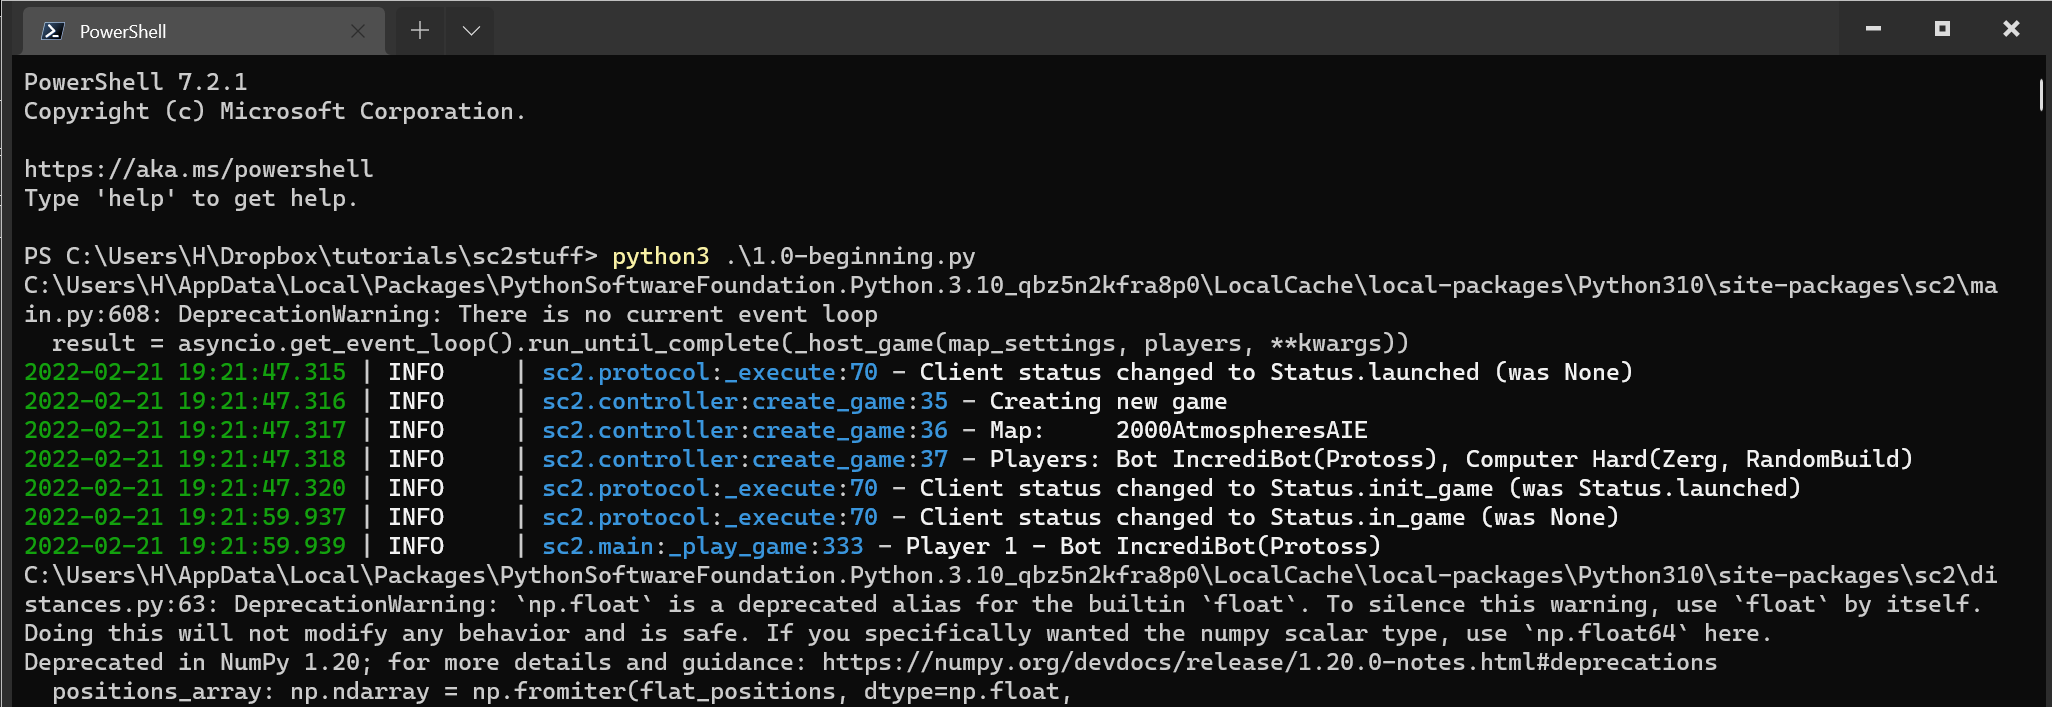 PowerShell
PowerShell 7.2.1
Copyright (c) Microsoft Corporation.
https://aka.ms/powershell
Type 'help' to get help.
PS C:\Users\H\Dropbox\tutorials\sc2stuff> python3 .\1.0-beginning.py
C:\Users\H\AppData\Local\Packages\PythonSoftwareFoundation.Python.3.10_qbz5n2kfra8p0\LocalCache\local-packages\Python310\site-packages\sc2\ma
in.py:608: DeprecationWarning: There is no current event loop
  result = asyncio.get_event_loop().run_until_complete(_host_game(map_settings, players, **kwargs))
2022-02-21 19:21:47.315 | INFO     | sc2.protocol:_execute:70 - Client status changed to Status.launched (was None)
2022-02-21 19:21:47.316 | INFO     | sc2.controller:create_game:35 - Creating new game
2022-02-21 19:21:47.317 | INFO     | sc2.controller:create_game:36 - Map:     2000AtmospheresAIE
2022-02-21 19:21:47.318 | INFO     | sc2.controller:create_game:37 - Players: Bot IncrediBot(Protoss), Computer Hard(Zerg, RandomBuild)
2022-02-21 19:21:47.320 | INFO     | sc2.protocol:_execute:70 - Client status changed to Status.init_game (was Status.launched)
2022-02-21 19:21:59.937 | INFO     | sc2.protocol:_execute:70 - Client status changed to Status.in_game (was None)
2022-02-21 19:21:59.939 | INFO     | sc2.main:_play_game:333 - Player 1 - Bot IncrediBot(Protoss)
C:\Users\H\AppData\Local\Packages\PythonSoftwareFoundation.Python.3.10_qbz5n2kfra8p0\LocalCache\local-packages\Python310\site-packages\sc2\di
stances.py:63: DeprecationWarning: `np.float` is a deprecated alias for the builtin `float`. To silence this warning, use `float` by itself.
Doing this will not modify any behavior and is safe. If you specifically wanted the numpy scalar type, use `np.float64` here.
Deprecated in NumPy 1.20; for more details and guidance: https://numpy.org/devdocs/release/1.20.0-notes.html#deprecations
  positions_array: np.ndarray = np.fromiter(flat_positions, dtype=np.float,